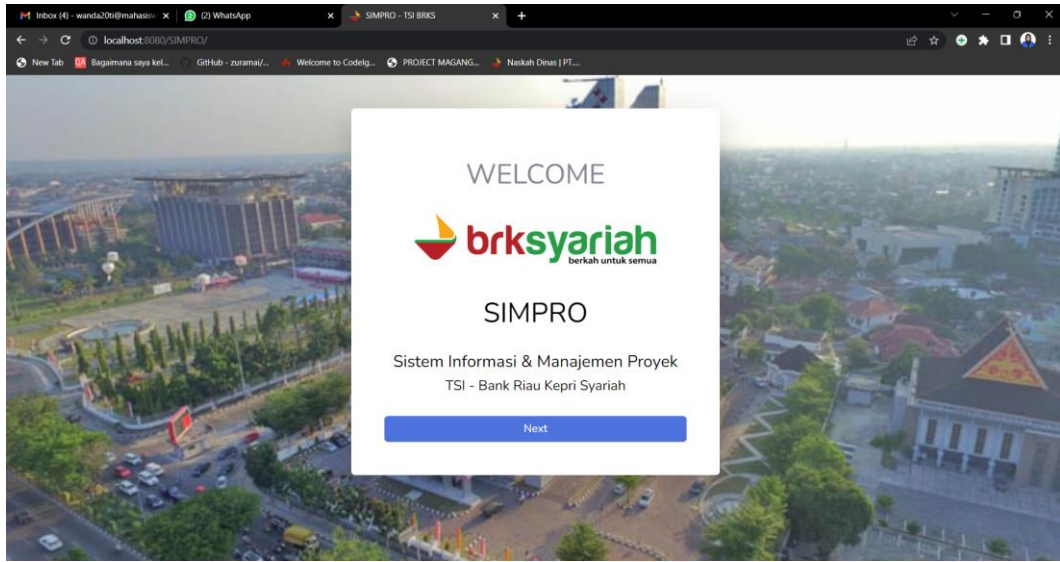 Inbox (4) - wanda20ti@mahasisw
(2) WhatsApp
SIMPRO - TSI BRKS
localhost:8080/SIMPRO/
New Tab
Bagaimana saya kel...
GitHub - zuramai/...
Welcome to CodeIg...
PROJECT MAGANG...
Naskah Dinas | PT....
WELCOME
brksyariah
berkah untuk semua
SIMPRO
Sistem Informasi & Manajemen Proyek
TSI - Bank Riau Kepri Syariah
Next